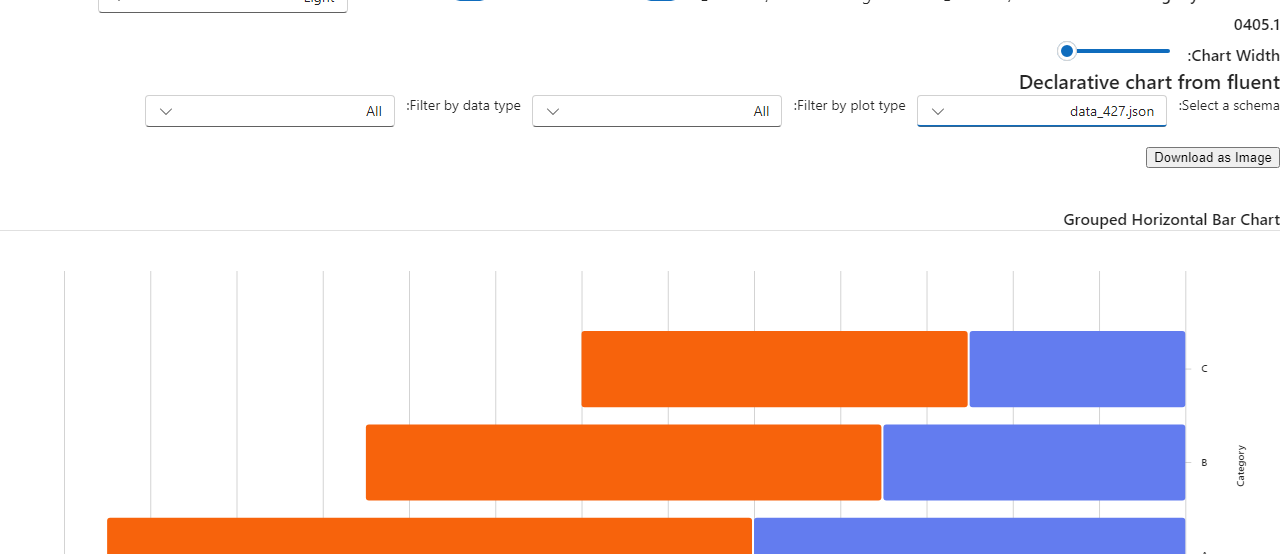 Light
0405.1
:Chart Width
Declarative chart from fluent
:Select a schema
data_427.json
:Filter by plot type
All
:Filter by data type
All
Download as Image
Grouped Horizontal Bar Chart
C
B
Category